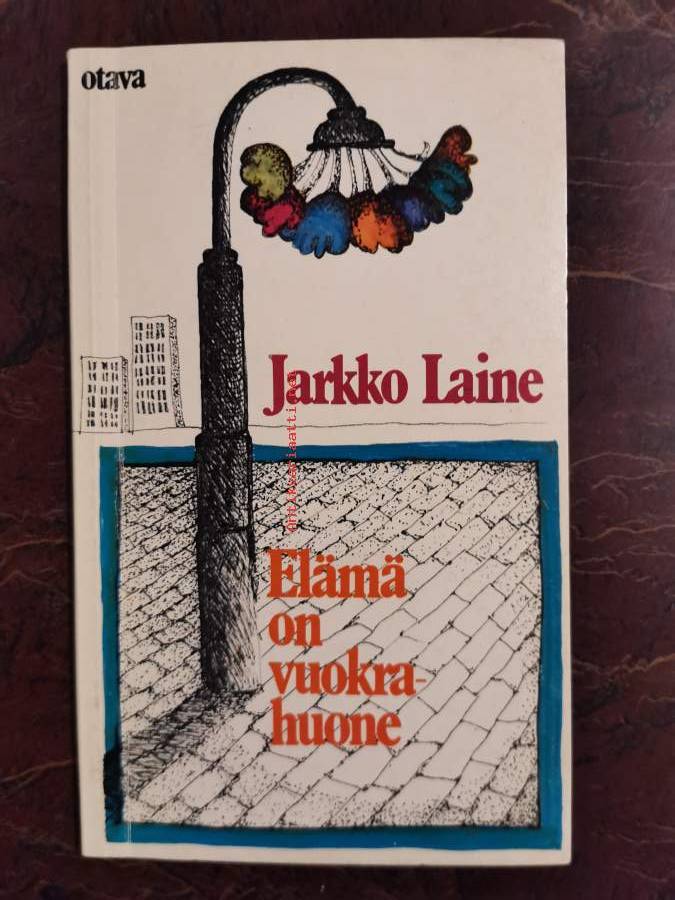 otava
Jarkko Laine
Elämä
on
vuokra-
huone